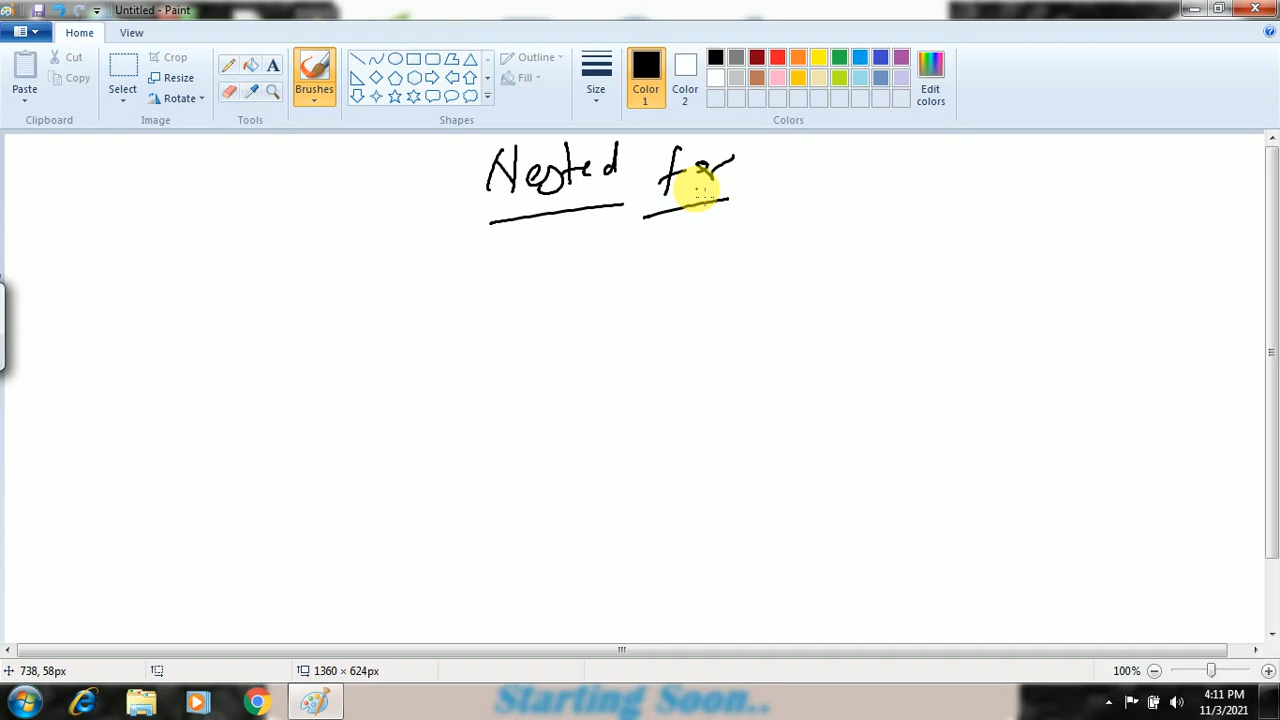 Untitled - Paint
Home View
Paste Cut Copy Select Crop Resize Rotate Brushes Outline Fill Size Color 1 Color 2 Edit colors
Clipboard Image Tools Shapes Colors
Nested for
738, 58px 1360 × 624px 100%
Starting Soon..
4:11 PM
11/3/2021